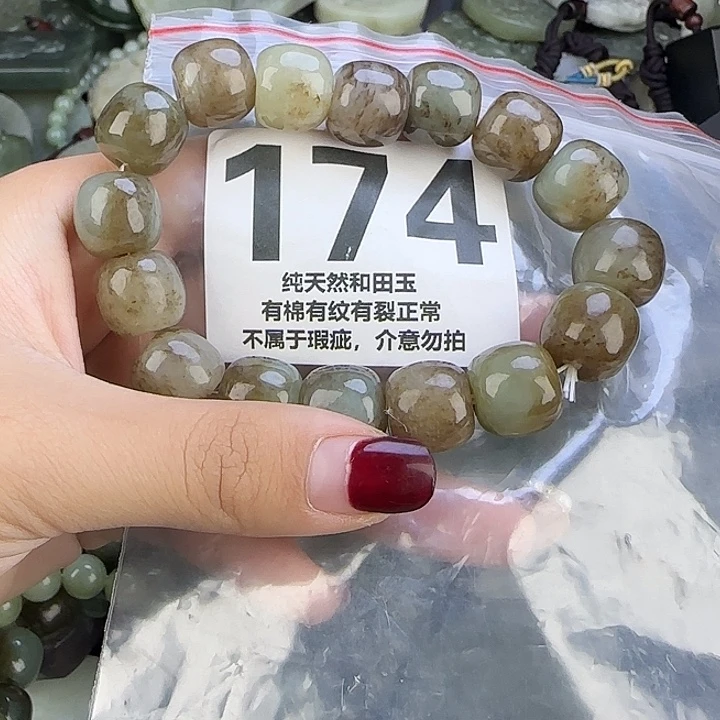 174
纯天然和田玉
有棉有纹有裂正常
不属于瑕疵，介意勿拍